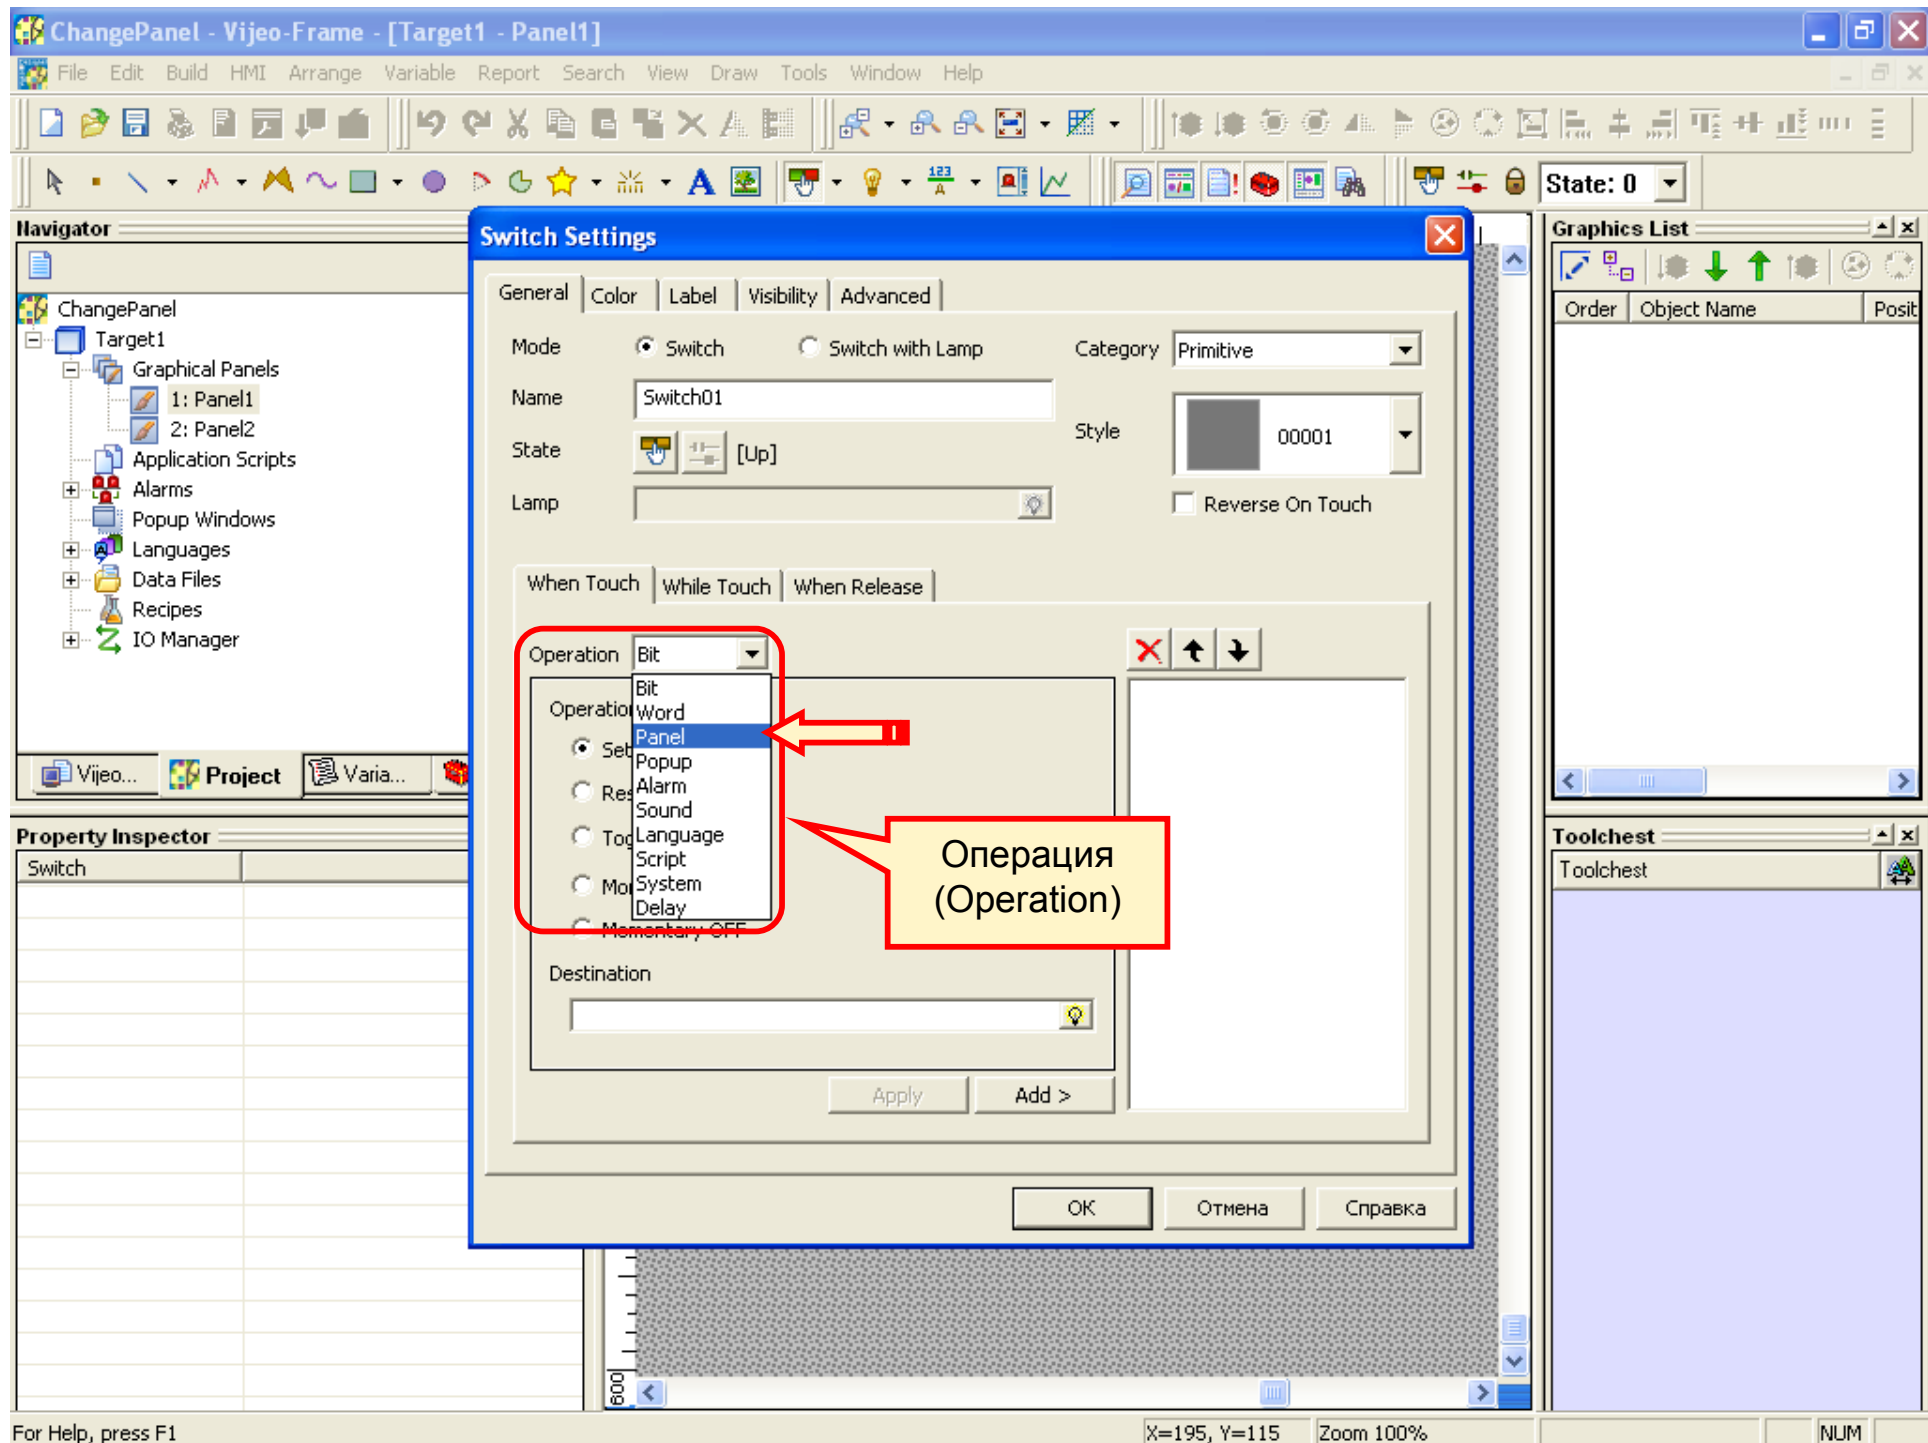 ChangePanel - Vijeo-Frame - [Target1 - Panel1]
File Edit Build HMI Arrange Variable Report Search View Draw Tools Window Help
State: 0
Navigator
ChangePanel
Target1
Graphical Panels
1: Panel1
2: Panel2
Application Scripts
Alarms
Popup Windows
Languages
Data Files
Recipes
IO Manager
Vijeo... Project Varia...
Property Inspector
Switch
Switch Settings
General Color Label Visibility Advanced
Mode Switch Switch with Lamp Category Primitive
Name Switch01
Style 00001
State [Up]
Lamp
Reverse On Touch
When Touch While Touch When Release
Operation Bit
Bit
Word
Panel
Popup
Alarm
Sound
Language
Script
System
Delay
Operation
Set
Momentary OFF
Операция
(Operation)
Destination
Apply Add >
OK Отмена Справка
Graphics List
Order Object Name Posit
Toolchest
Toolchest
600
For Help, press F1 X=195, Y=115 Zoom 100% NUM